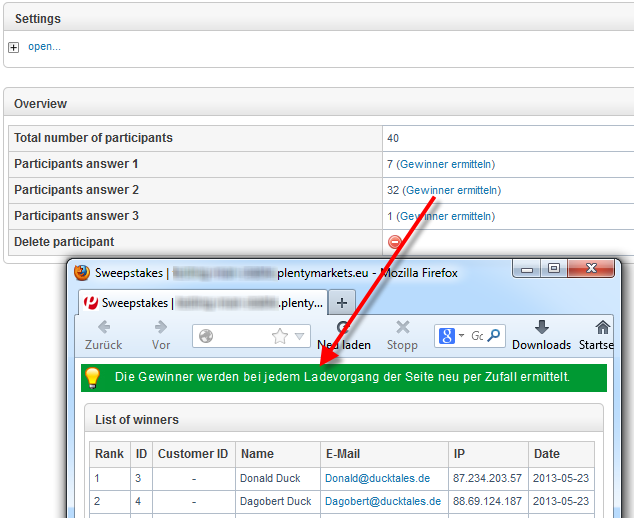 Settings
open...
Overview
Total number of participants 40
Participants answer 1 7 (Gewinner ermitteln)
Participants answer 2 32 (Gewinner ermitteln)
Participants answer 3 1 (Gewinner ermitteln)
Delete participant
Sweepstakes | .plentymarkets.eu - Mozilla Firefox
Sweepstakes | .plenty...
Zurück Vor Neu laden Stopp Downloads Startse
Die Gewinner werden bei jedem Ladevorgang der Seite neu per Zufall ermittelt.
List of winners
Rank ID Customer ID Name E-Mail IP Date
1 3 - Donald Duck Donald@ducktales.de 87.234.203.57 2013-05-23
2 4 - Dagobert Duck Dagobert@ducktales.de 88.69.124.187 2013-05-23